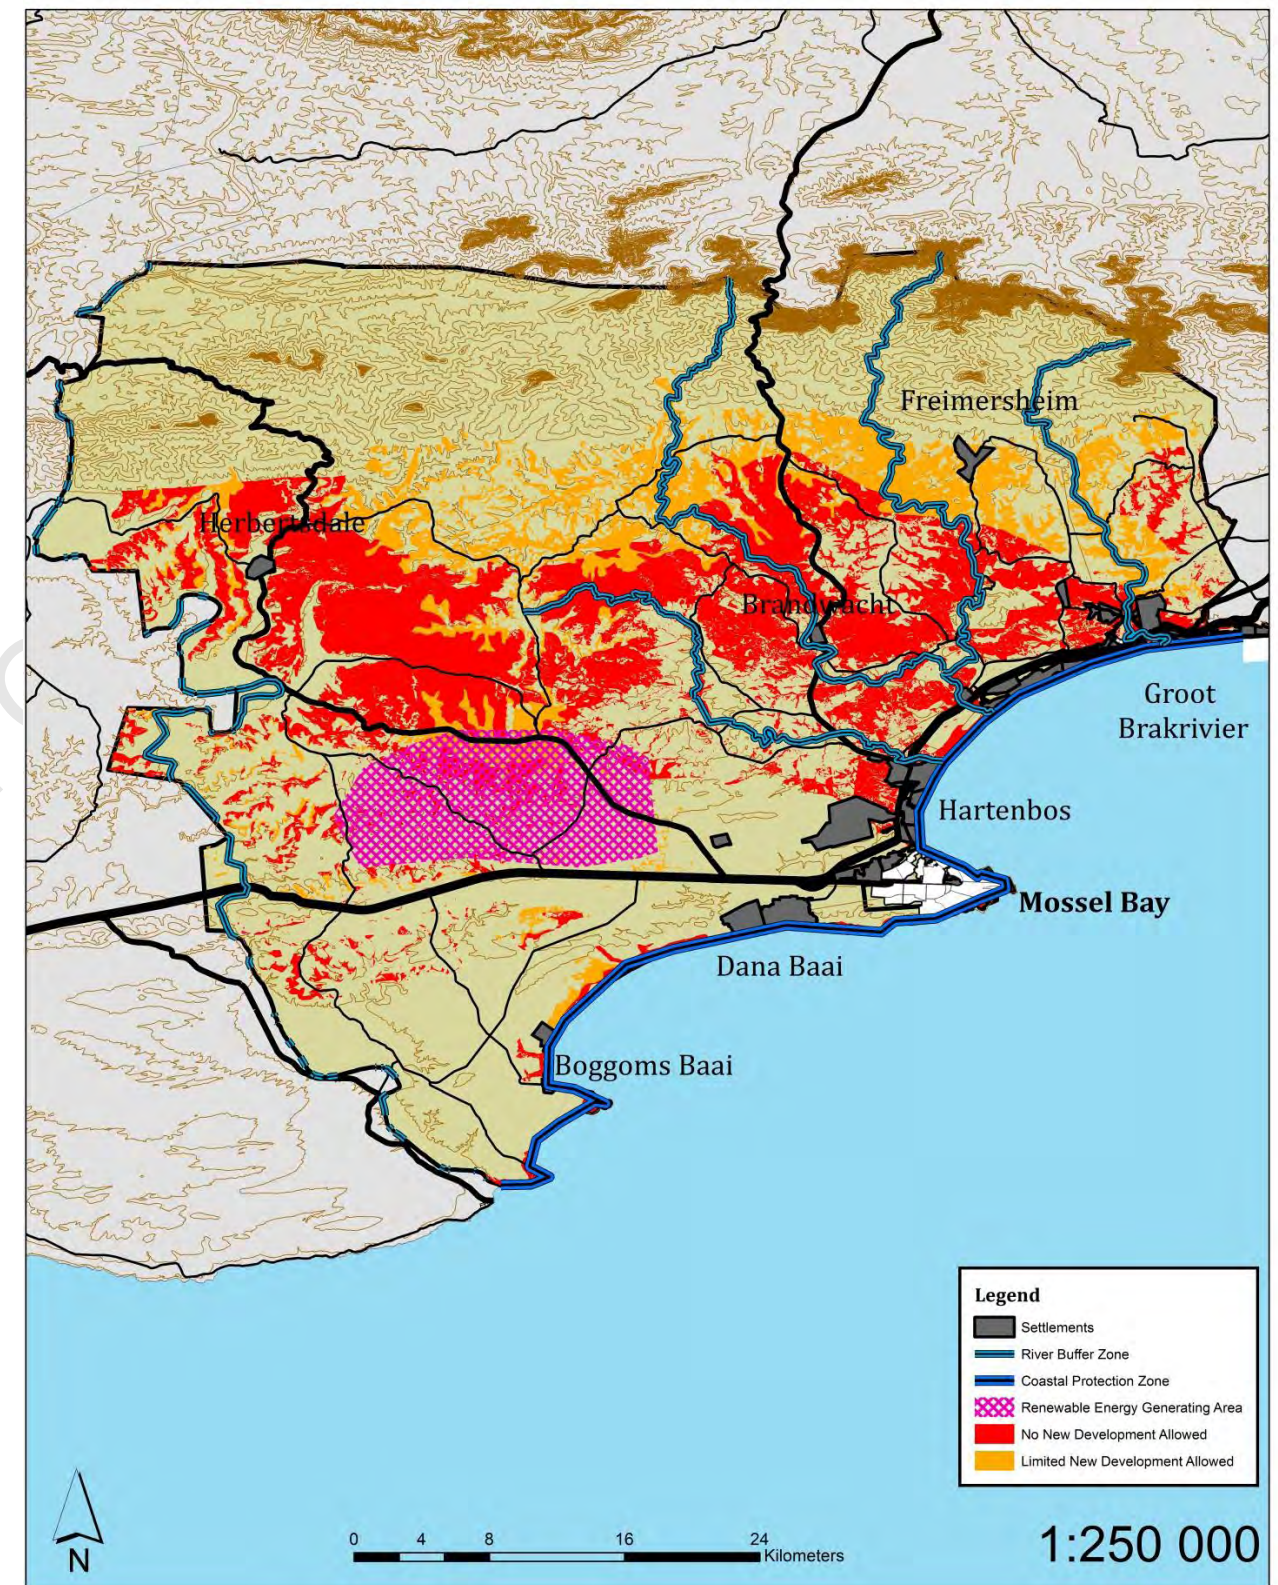 Freimersheim
Herbertsdale
Brandwacht
Groot
Brakrivier
Hartenbos
Mossel Bay
Dana Baai
Boggoms Baai
Legend
Settlements
River Buffer Zone
Coastal Protection Zone
Renewable Energy Generating Area
No New Development Allowed
Limited New Development Allowed
N
0 4 8 16 24
Kilometers
1:250 000